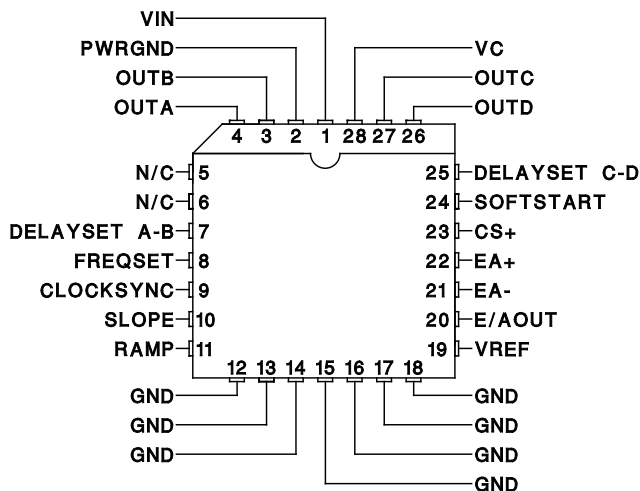 VIN
PWRGND VC
OUTB OUTC
OUTA OUTD
4 3 2 1 28 27 26
N/C 5 25 DELAYSET C-D
N/C 6 24 SOFTSTART
DELAYSET A-B 7 23 CS+
FREQSET 8 22 EA+
CLOCKSYNC 9 21 EA-
SLOPE 10 20 E/AOUT
RAMP 11 19 VREF
12 13 14 15 16 17 18
GND GND
GND GND
GND GND
GND